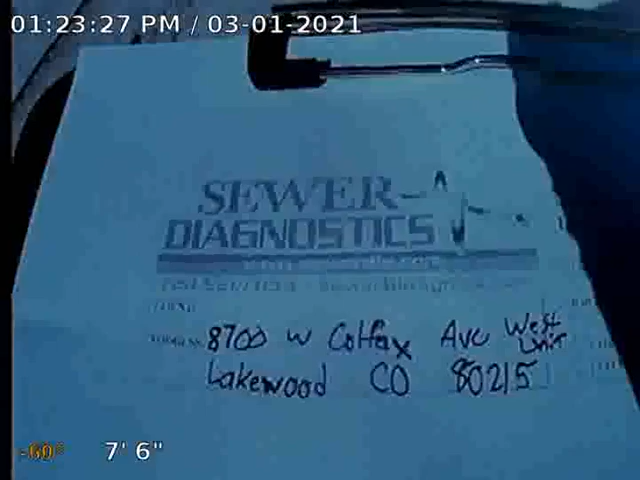 01:23:27 PM / 03-01-2021
SEWER
DIAGNOSTICS
ADDRESS: 8700 W Colfax Ave West Unit
Lakewood CO 80215
-60° 7' 6"